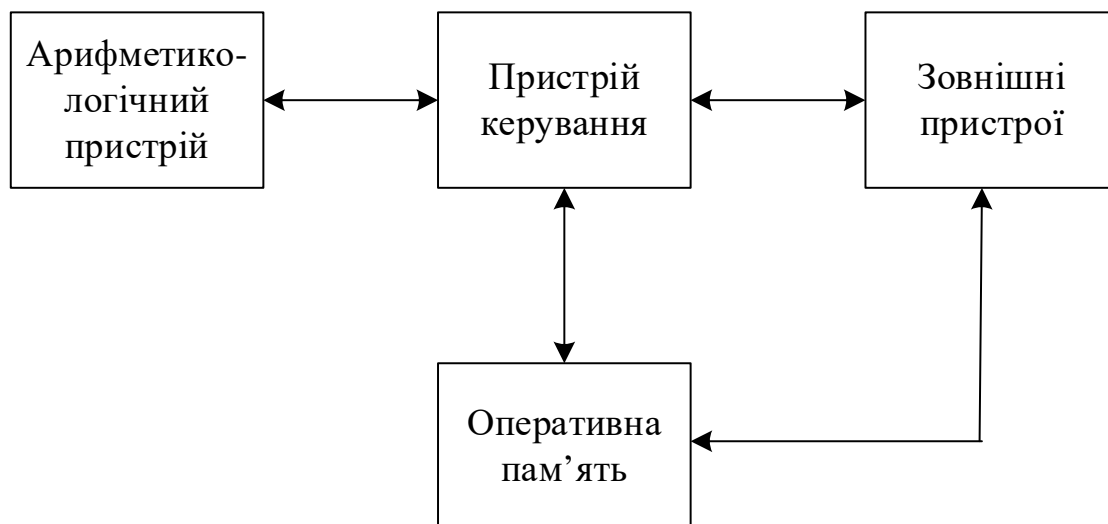 Арифметико-
логічний
пристрій
Пристрій
керування
Зовнішні
пристрої
Оперативна
пам’ять